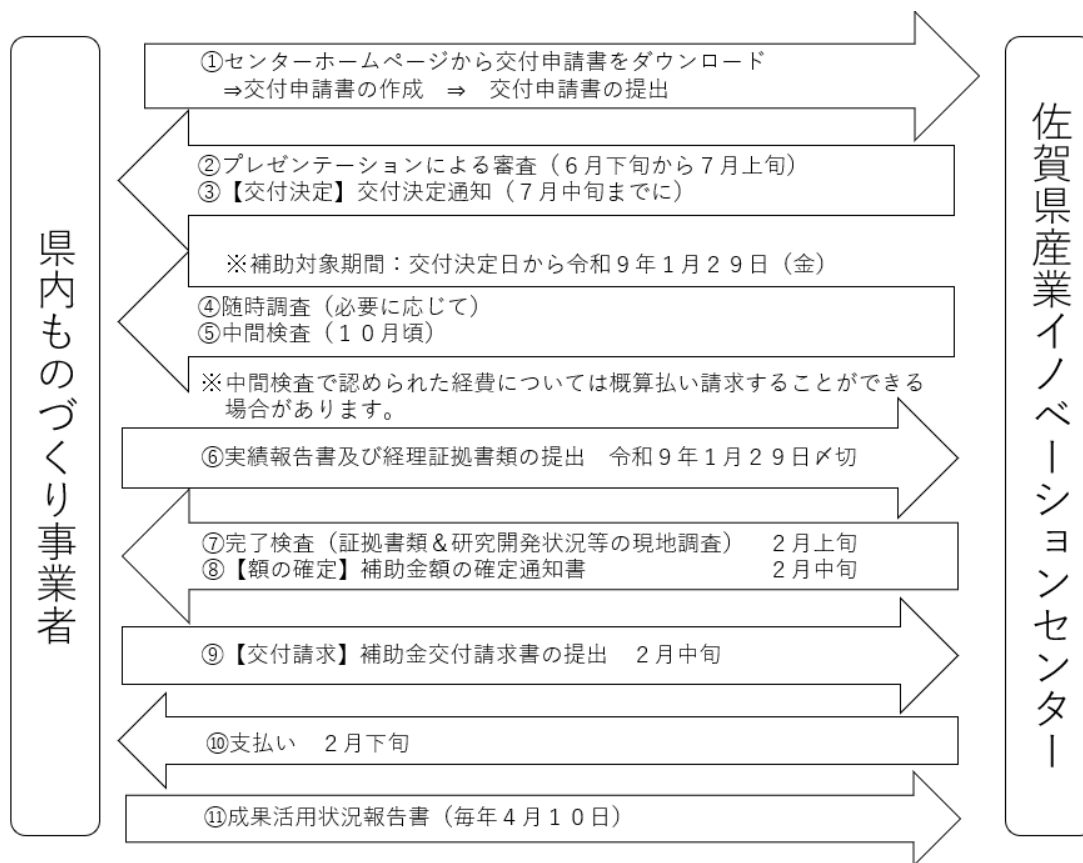 県内ものづくり事業者
①センターホームページから交付申請書をダウンロード
⇒交付申請書の作成　⇒　交付申請書の提出
②プレゼンテーションによる審査（６月下旬から７月上旬）
③【交付決定】交付決定通知（７月中旬までに）
※補助対象期間：交付決定日から令和９年１月２９日（金）
④随時調査（必要に応じて）
⑤中間検査（１０月頃）
※中間検査で認められた経費については概算払い請求することができる
場合があります。
⑥実績報告書及び経理証拠書類の提出　令和９年１月２９日〆切
⑦完了検査（証拠書類＆研究開発状況等の現地調査）　２月上旬
⑧【額の確定】補助金額の確定通知書　２月中旬
⑨【交付請求】補助金交付請求書の提出　２月中旬
⑩支払い　２月下旬
⑪成果活用状況報告書（毎年４月１０日）
佐賀県産業イノベーションセンター